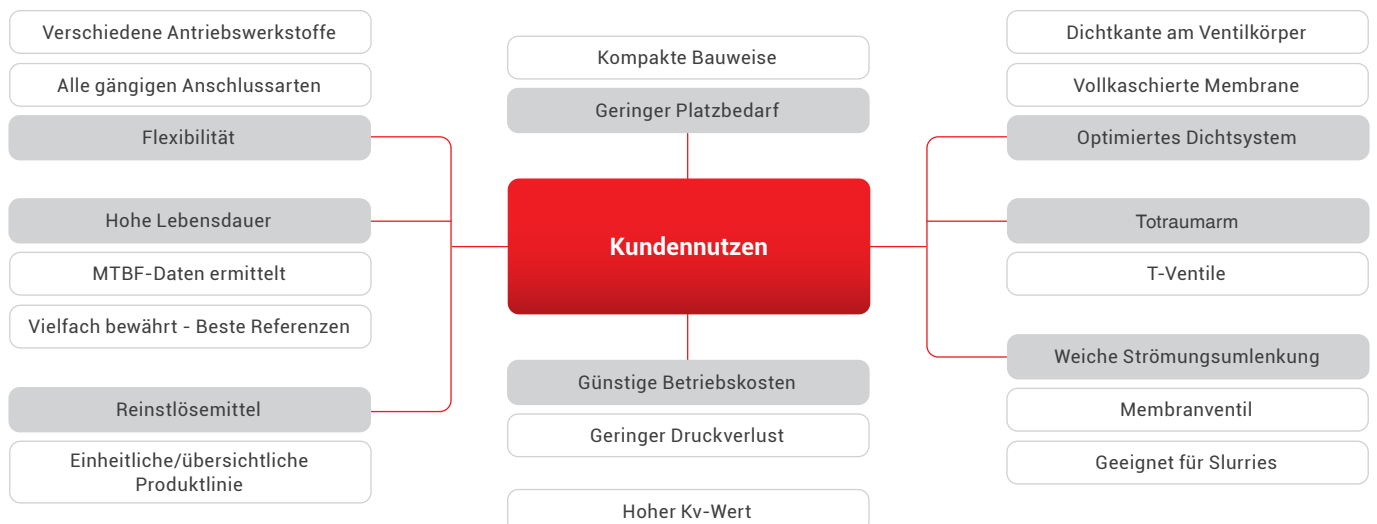 Verschiedene Antriebswerkstoffe
Alle gängigen Anschlussarten
Flexibilität
Hohe Lebensdauer
MTBF-Daten ermittelt
Vielfach bewährt - Beste Referenzen
Reinstlösemittel
Einheitliche/übersichtliche
Produktlinie
Kompakte Bauweise
Geringer Platzbedarf
Kundennutzen
Günstige Betriebskosten
Geringer Druckverlust
Hoher Kv-Wert
Dichtkante am Ventilkörper
Vollkaschierte Membrane
Optimiertes Dichtsystem
Totraumarm
T-Ventile
Weiche Strömungsumlenkung
Membranventil
Geeignet für Slurries